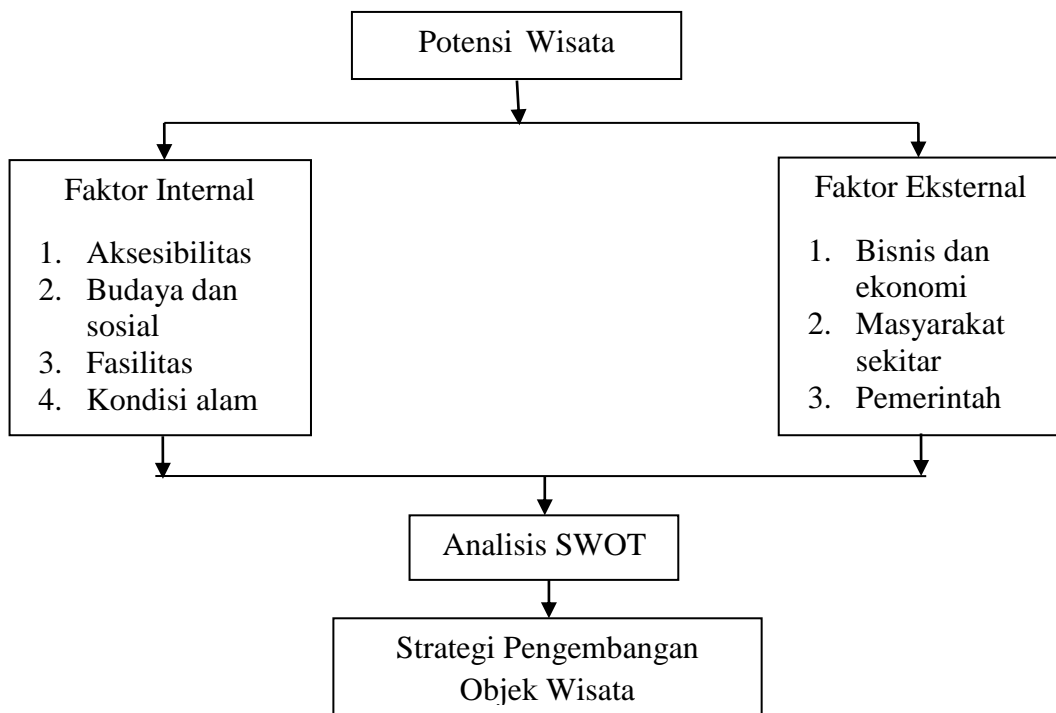 Potensi Wisata
Faktor Internal
1. Aksesibilitas
2. Budaya dan
sosial
3. Fasilitas
4. Kondisi alam
Faktor Eksternal
1. Bisnis dan
ekonomi
2. Masyarakat
sekitar
3. Pemerintah
Analisis SWOT
Strategi Pengembangan
Objek Wisata